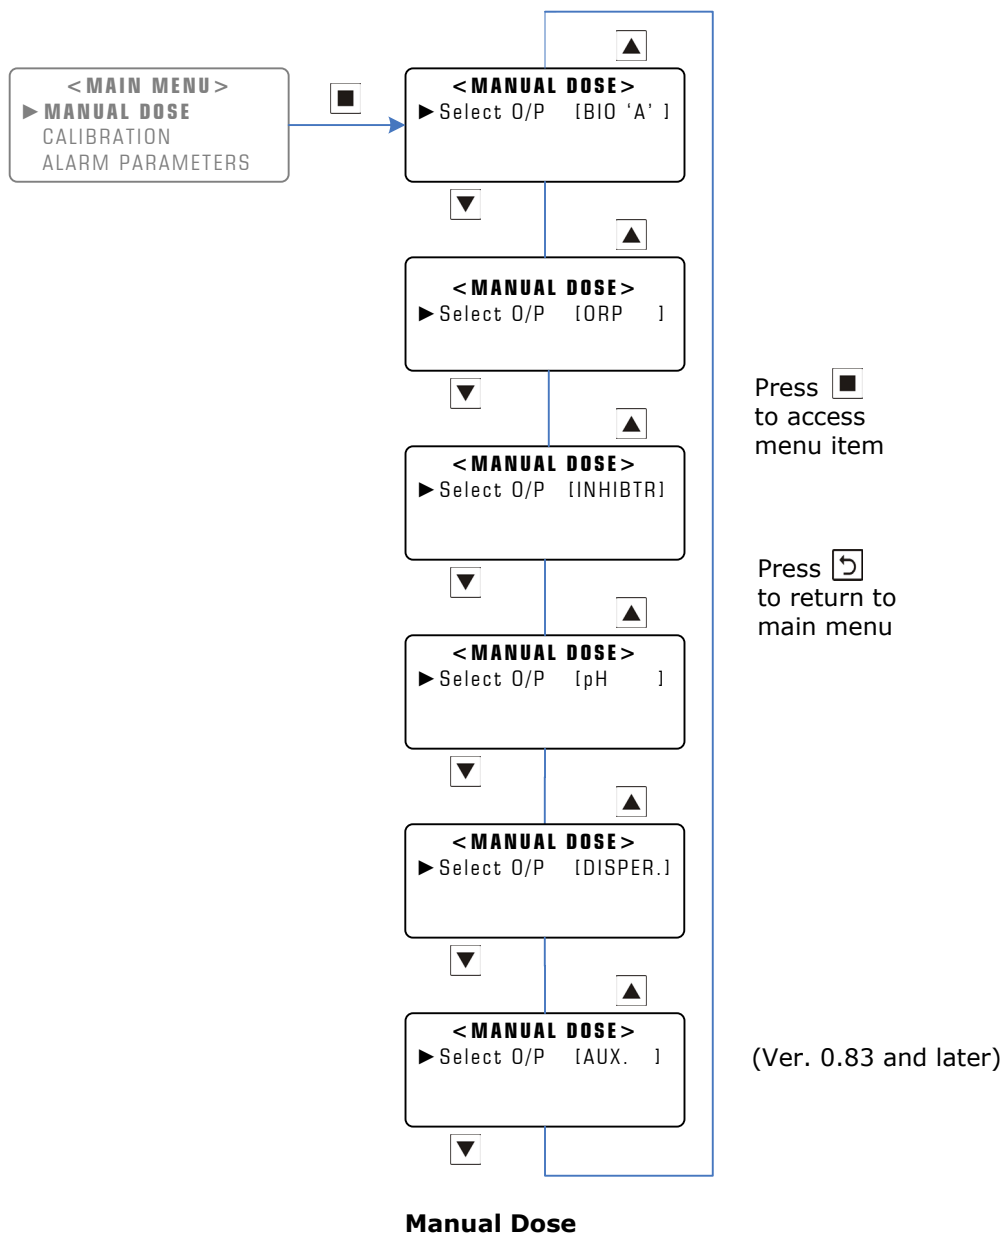 <MAIN MENU>
▶MANUAL DOSE
CALIBRATION
ALARM PARAMETERS
<MANUAL DOSE>
▶Select O/P [BIO ‘A’ ]
<MANUAL DOSE>
▶Select O/P [ORP ]
<MANUAL DOSE>
▶Select O/P [INHIBTR]
<MANUAL DOSE>
▶Select O/P [pH ]
<MANUAL DOSE>
▶Select O/P [DISPER.]
<MANUAL DOSE>
▶Select O/P [AUX. ]
Press ■
to access
menu item
Press ⮌
to return to
main menu
(Ver. 0.83 and later)
Manual Dose